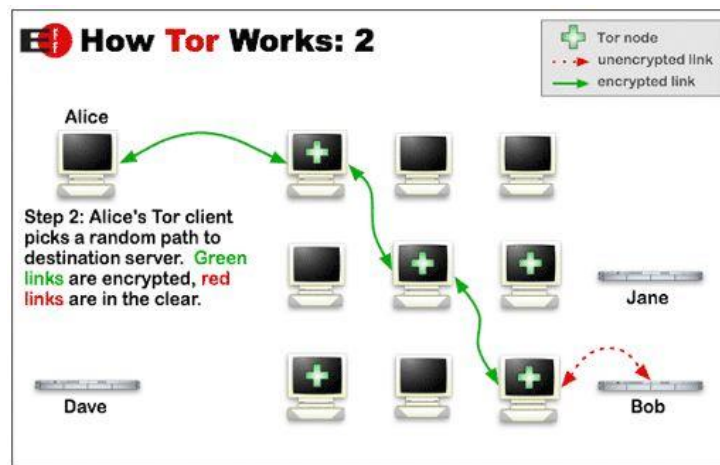 EFF How Tor Works: 2
Tor node
unencrypted link
encrypted link
Alice
Step 2: Alice's Tor client
picks a random path to
destination server. Green
links are encrypted, red
links are in the clear.
Jane
Dave
Bob